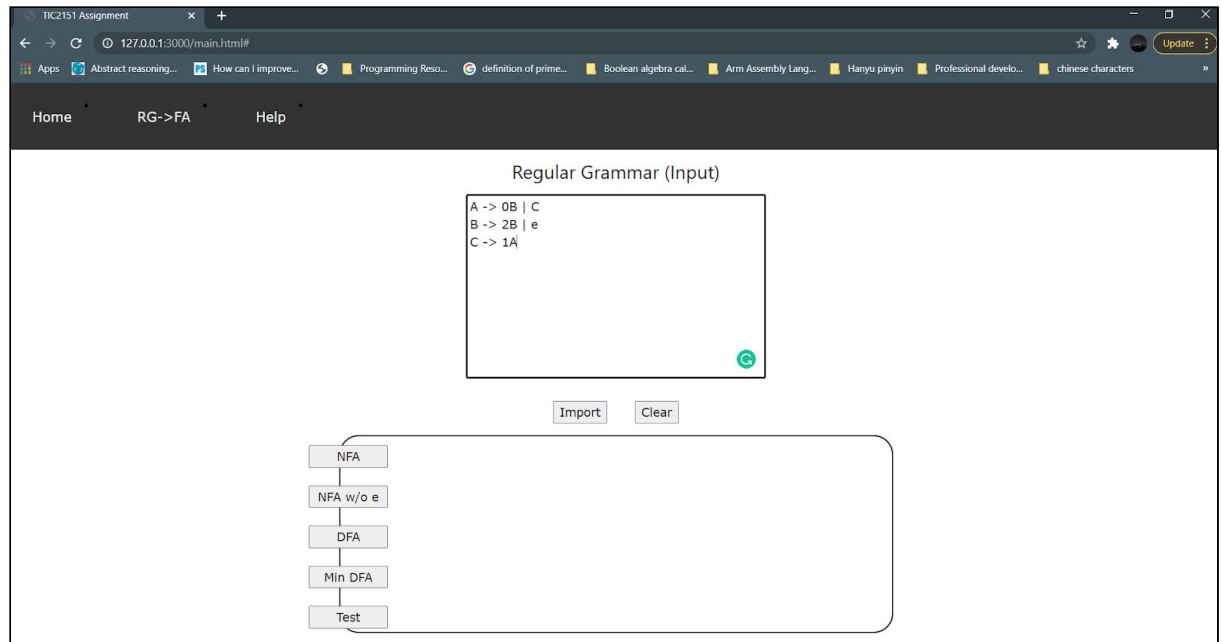 TIC2151 Assignment
127.0.0.1:3000/main.html#
Update
Apps Abstract reasoning... PS How can I improve... Programming Reso... G definition of prime... Boolean algebra cal... Arm Assembly Lang... Hanyu pinyin Professional develo... chinese characters »
Home RG->FA Help
Regular Grammar (Input)
A -> 0B | C
B -> 2B | e
C -> 1A
Import Clear
NFA
NFA w/o e
DFA
Min DFA
Test